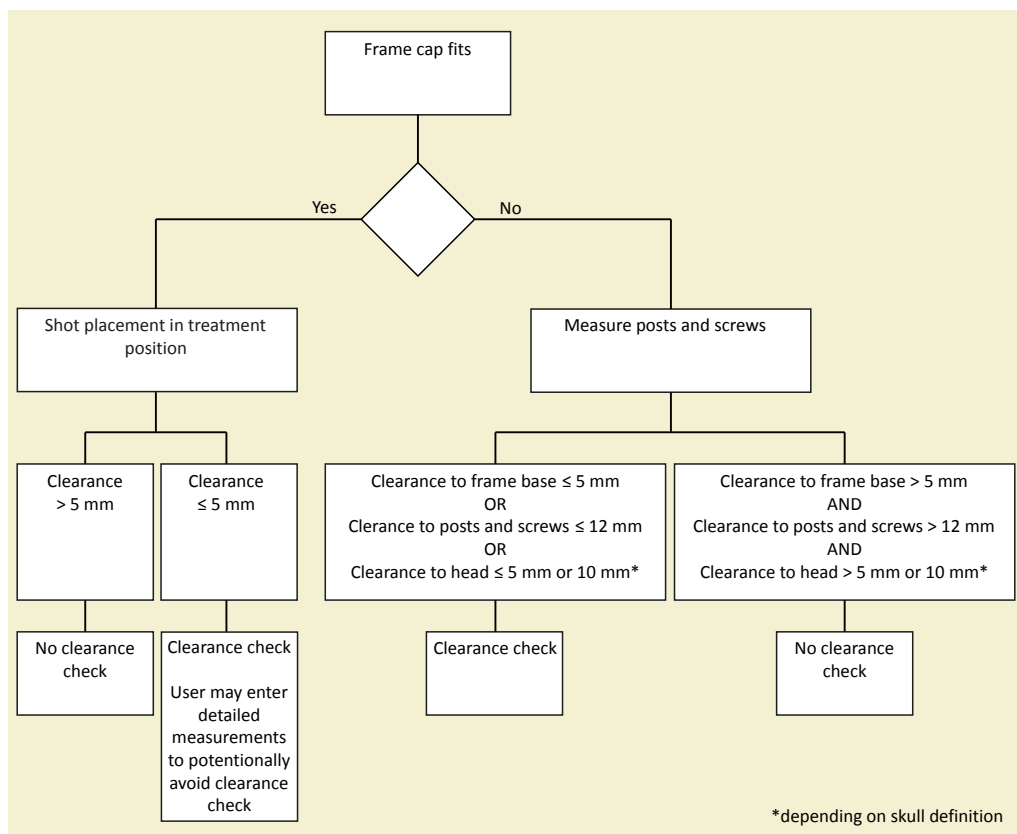 Frame cap fits
Yes
No
Shot placement in treatment
position
Measure posts and screws
Clearance
> 5 mm
Clearance
≤ 5 mm
Clearance to frame base ≤ 5 mm
OR
Clerance to posts and screws ≤ 12 mm
OR
Clearance to head ≤ 5 mm or 10 mm*
Clearance to frame base > 5 mm
AND
Clearance to posts and screws > 12 mm
AND
Clearance to head > 5 mm or 10 mm*
No clearance
check
Clearance check
User may enter
detailed
measurements
to potentially
avoid clearance
check
Clearance check
No clearance
check
*depending on skull definition